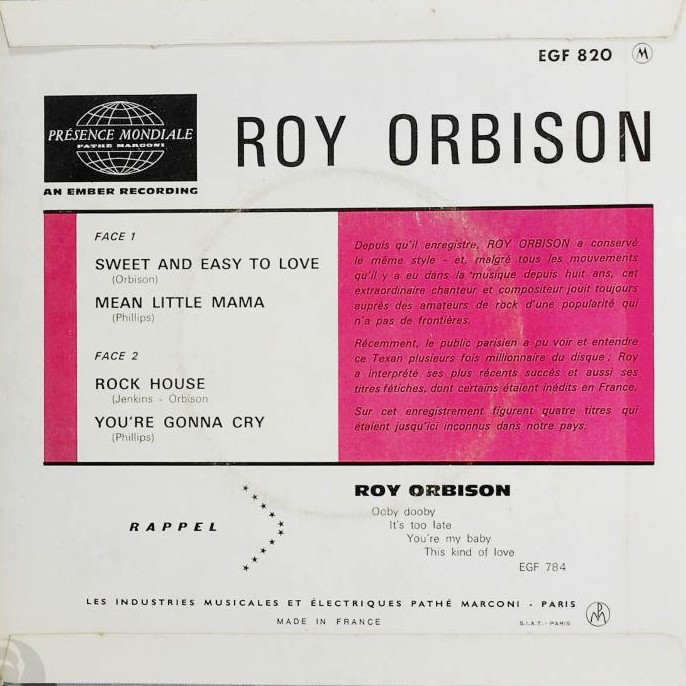 EGF 820 M
PRÉSENCE MONDIALE
PATHÉ MARCONI
AN EMBER RECORDING
ROY ORBISON
FACE 1
SWEET AND EASY TO LOVE
(Orbison)
MEAN LITTLE MAMA
(Phillips)
FACE 2
ROCK HOUSE
(Jenkins - Orbison
YOU'RE GONNA CRY
(Phillips)
Depuis qu'il enregistre, ROY ORBISON a conservé
le même style - et, malgré tous les mouvements
qu'il y a eu dans la musique depuis huit ans, cet
extraordinaire chanteur et compositeur jouit toujours
auprès des amateurs de rock d'une popularité qui
n'a pas de frontières.
Récemment, le public parisien a pu voir et entendre
ce Texan plusieurs fois millionnaire du disque ; Roy
a interprété ses plus récents succès et aussi ses
titres fétiches, dont certains étaient inédits en France.
Sur cet enregistrement figurent quatre titres qui
étaient jusqu'ici inconnus dans notre pays.
RAPPEL
ROY ORBISON
Ooby dooby
It's too late
You're my baby
This kind of love
EGF 784
LES INDUSTRIES MUSICALES ET ÉLECTRIQUES PATHÉ MARCONI - PARIS
MADE IN FRANCE
S.I.A.T. - PARIS